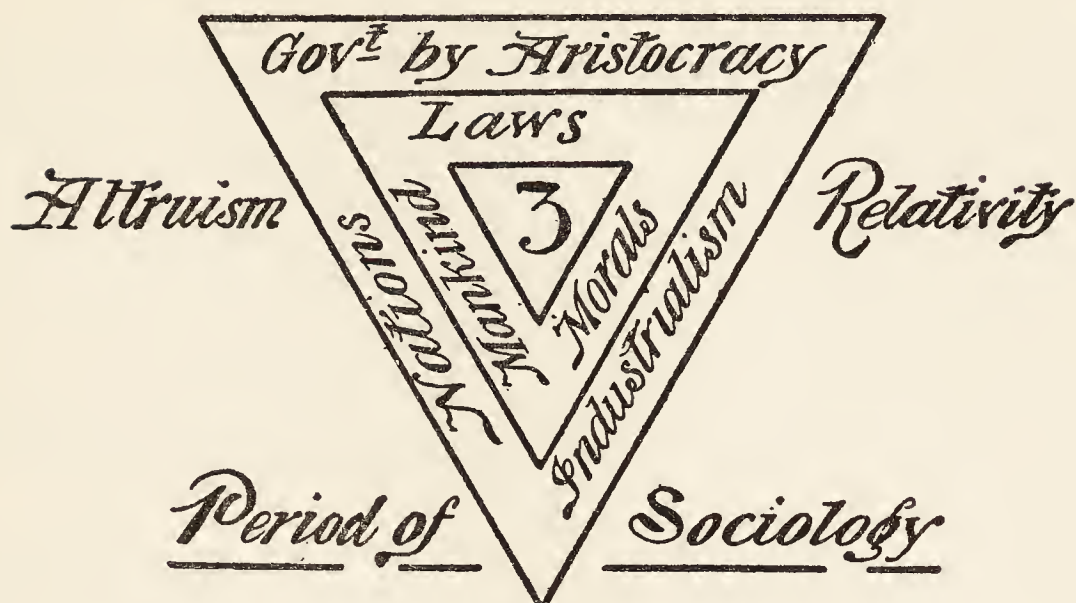 Gov.t by Aristocracy
Laws
3
Altruism
Nations
Mankind
Morals
Industrialism
Relativity
Period of Sociology